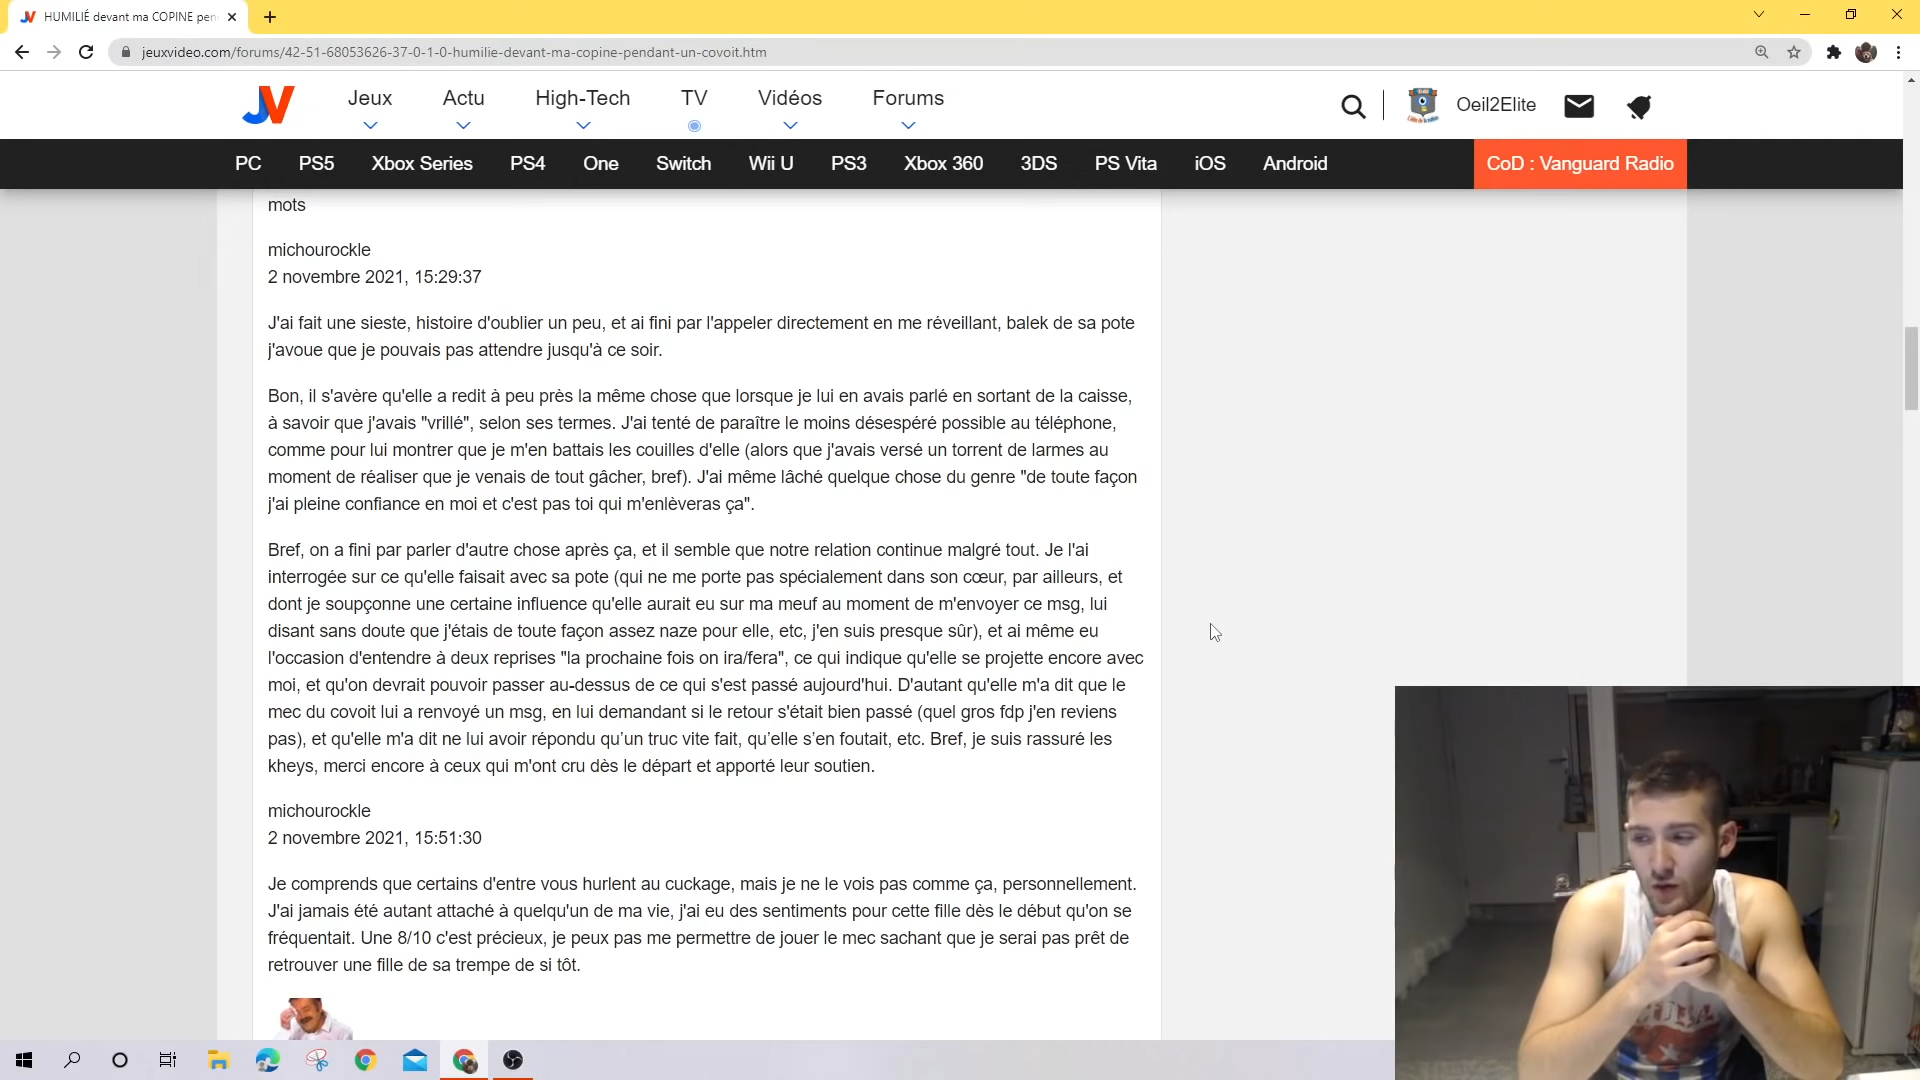 HUMILIÉ devant ma COPINE pen
jeuxvideo.com/forums/42-51-68053626-37-0-1-0-humilie-devant-ma-copine-pendant-un-covoit.htm
JV
Jeux
Actu
High-Tech
TV
Vidéos
Forums
Oeil2Elite
PC
PS5
Xbox Series
PS4
One
Switch
Wii U
PS3
Xbox 360
3DS
PS Vita
iOS
Android
CoD : Vanguard Radio
mots
michourockle
2 novembre 2021, 15:29:37
J'ai fait une sieste, histoire d'oublier un peu, et ai fini par l'appeler directement en me réveillant, balek de sa pote
j'avoue que je pouvais pas attendre jusqu'à ce soir.
Bon, il s'avère qu'elle a redit à peu près la même chose que lorsque je lui en avais parlé en sortant de la caisse,
à savoir que j'avais "vrillé", selon ses termes. J'ai tenté de paraître le moins désespéré possible au téléphone,
comme pour lui montrer que je m'en battais les couilles d'elle (alors que j'avais versé un torrent de larmes au
moment de réaliser que je venais de tout gâcher, bref). J'ai même lâché quelque chose du genre "de toute façon
j'ai pleine confiance en moi et c'est pas toi qui m'enlèveras ça".
Bref, on a fini par parler d'autre chose après ça, et il semble que notre relation continue malgré tout. Je l'ai
interrogée sur ce qu'elle faisait avec sa pote (qui ne me porte pas spécialement dans son cœur, par ailleurs, et
dont je soupçonne une certaine influence qu'elle aurait eu sur ma meuf au moment de m'envoyer ce msg, lui
disant sans doute que j'étais de toute façon assez naze pour elle, etc, j'en suis presque sûr), et ai même eu
l'occasion d'entendre à deux reprises "la prochaine fois on ira/fera", ce qui indique qu'elle se projette encore avec
moi, et qu'on devrait pouvoir passer au-dessus de ce qui s'est passé aujourd'hui. D'autant qu'elle m'a dit que le
mec du covoit lui a renvoyé un msg, en lui demandant si le retour s'était bien passé (quel gros fdp j'en reviens
pas), et qu'elle m'a dit ne lui avoir répondu qu’un truc vite fait, qu’elle s’en foutait, etc. Bref, je suis rassuré les
kheys, merci encore à ceux qui m'ont cru dès le départ et apporté leur soutien.
michourockle
2 novembre 2021, 15:51:30
Je comprends que certains d'entre vous hurlent au cuckage, mais je ne le vois pas comme ça, personnellement.
J'ai jamais été autant attaché à quelqu'un de ma vie, j'ai eu des sentiments pour cette fille dès le début qu'on se
fréquentait. Une 8/10 c'est précieux, je peux pas me permettre de jouer le mec sachant que je serai pas prêt de
retrouver une fille de sa trempe de si tôt.